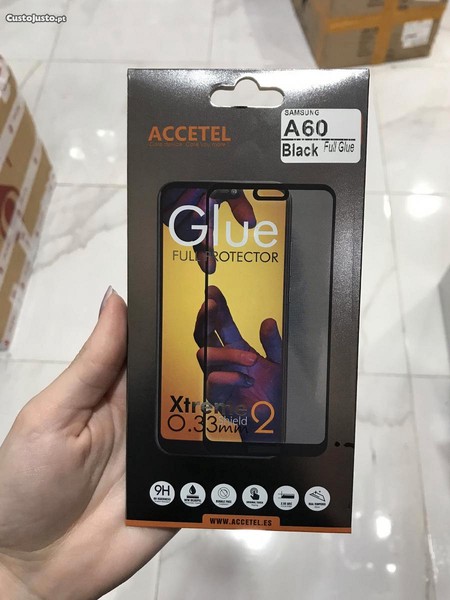 CustoJusto.pt
SAMSUNG
A60
Black Full Glue
ACCETEL
Glue
FULL PROTECTOR
Xtreme 2
0.33mm
Shield
9H
WWW.ACCETEL.ES